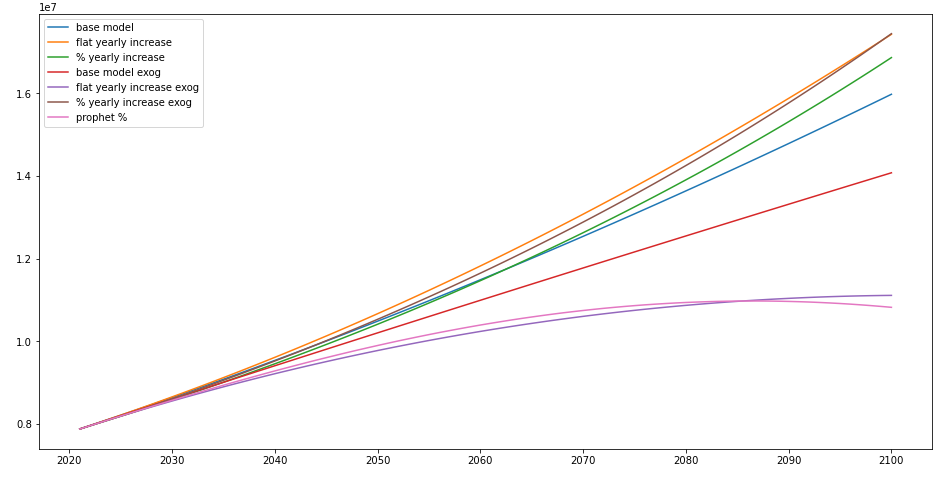 1e7
base model
flat yearly increase
% yearly increase
base model exog
flat yearly increase exog
% yearly increase exog
prophet %
1.6
1.4
1.2
1.0
0.8
2020 2030 2040 2050 2060 2070 2080 2090 2100